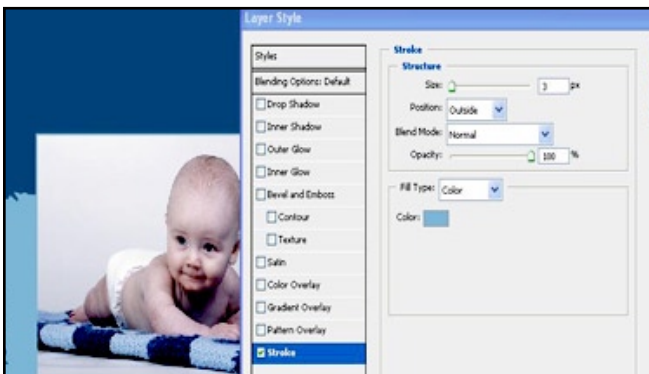 Layer Style
Styles
Blending Options: Default
Drop Shadow
Inner Shadow
Outer Glow
Inner Glow
Bevel and Emboss
Contour
Texture
Satin
Color Overlay
Gradient Overlay
Pattern Overlay
Stroke
Stroke
Structure
Size: 3 px
Position: Outside
Blend Mode: Normal
Opacity: 100 %
Fill Type: Color
Color: